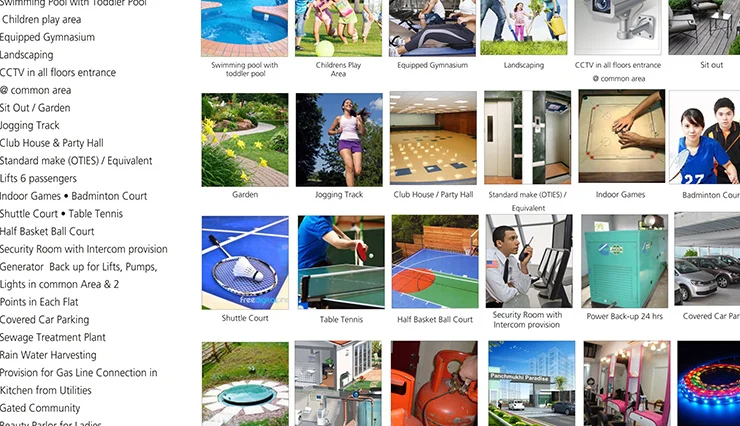 Swimming Pool with Toddler Pool
Children play area
Equipped Gymnasium
Landscaping
CCTV in all floors entrance
@ common area
Sit Out / Garden
Jogging Track
Club House & Party Hall
Standard make (OTIES) / Equivalent
Lifts 6 passengers
Indoor Games • Badminton Court
Shuttle Court • Table Tennis
Half Basket Ball Court
Security Room with Intercom provision
Generator Back up for Lifts, Pumps,
Lights in common Area & 2
Points in Each Flat
Covered Car Parking
Sewage Treatment Plant
Rain Water Harvesting
Provision for Gas Line Connection in
Kitchen from Utilities
Gated Community
Beauty Parlor for Ladies
Swimming pool with
toddler pool
Childrens Play
Area
Equipped Gymnasium
Landscaping
CCTV in all floors entrance
@ common area
Sit out
Garden
Jogging Track
Club House / Party Hall
Standard make (OTIES) /
Equivalent
Indoor Games
27
Badminton Cour
freedigi
Shuttle Court
Table Tennis
Half Basket Ball Court
Security Room with
Intercom provision
Power Back-up 24 hrs
Covered Car Par
Panchmukhi Paradise